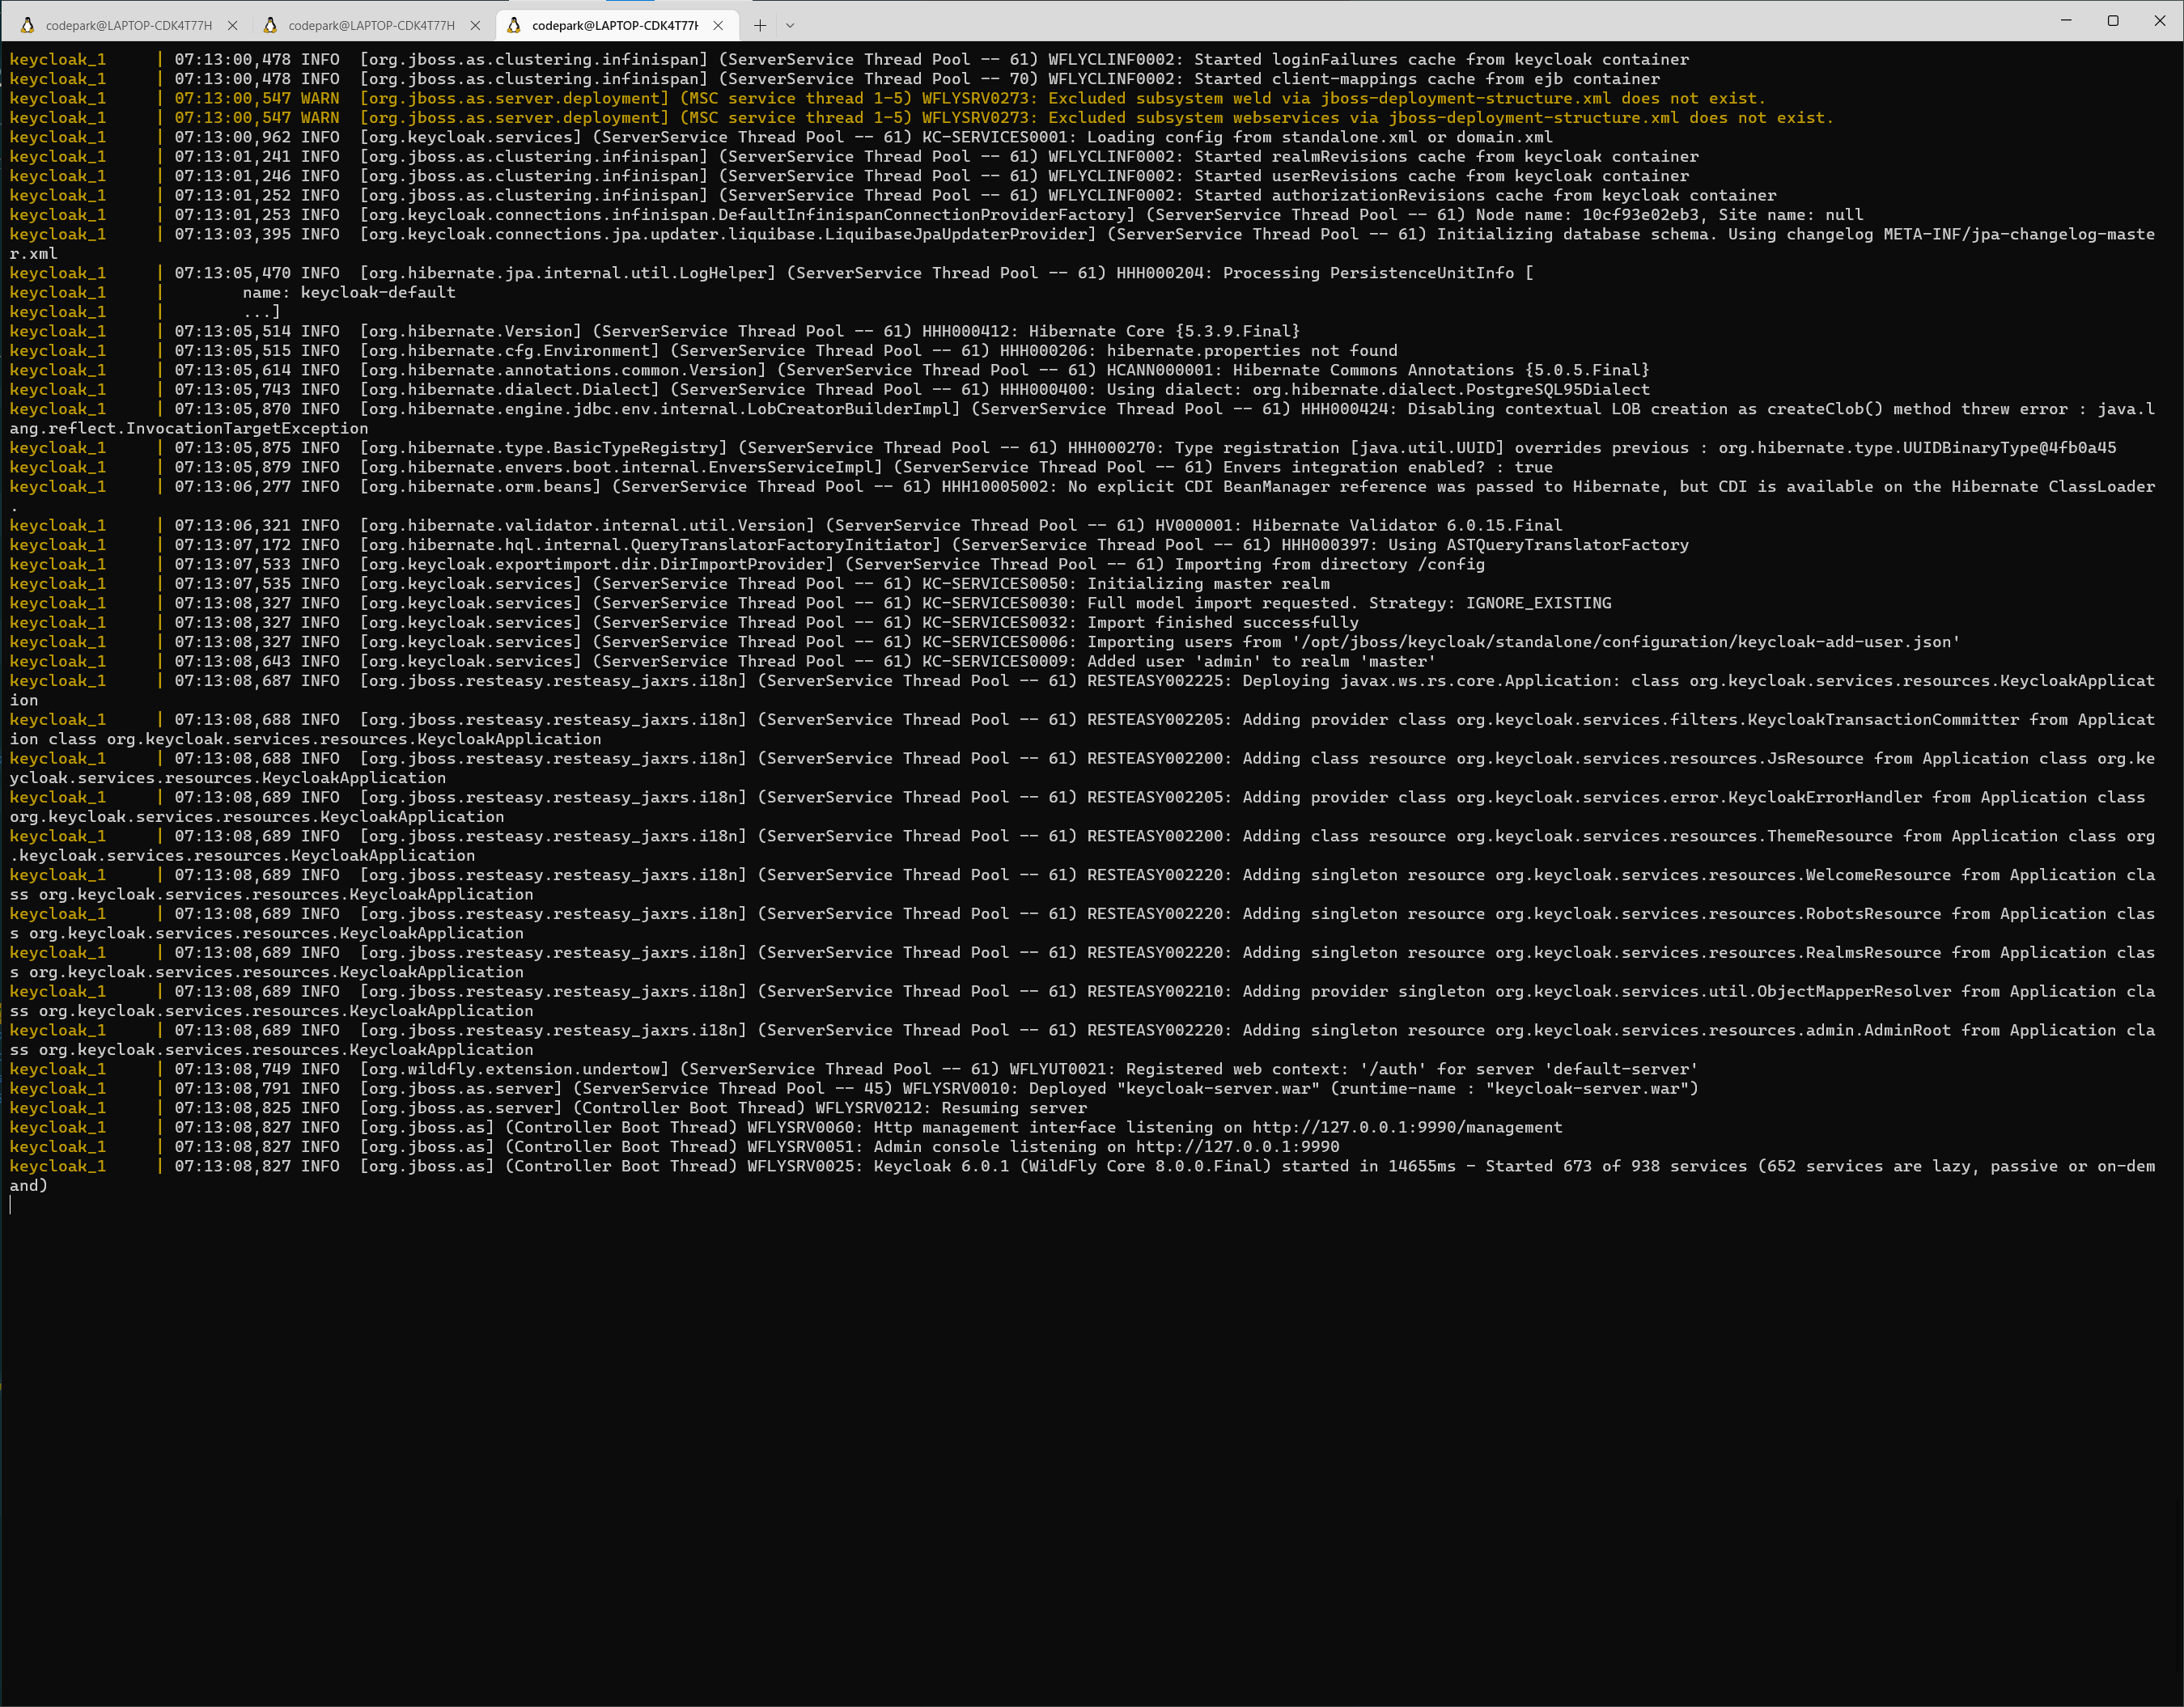 codepark@LAPTOP-CDK4T77H
codepark@LAPTOP-CDK4T77H
codepark@LAPTOP-CDK4T77H
keycloak_1     | 07:13:00,478 INFO  [org.jboss.as.clustering.infinispan] (ServerService Thread Pool -- 61) WFLYCLINF0002: Started loginFailures cache from keycloak container
keycloak_1     | 07:13:00,478 INFO  [org.jboss.as.clustering.infinispan] (ServerService Thread Pool -- 70) WFLYCLINF0002: Started client-mappings cache from ejb container
keycloak_1     | 07:13:00,547 WARN  [org.jboss.as.server.deployment] (MSC service thread 1-5) WFLYSRV0273: Excluded subsystem weld via jboss-deployment-structure.xml does not exist.
keycloak_1     | 07:13:00,547 WARN  [org.jboss.as.server.deployment] (MSC service thread 1-5) WFLYSRV0273: Excluded subsystem webservices via jboss-deployment-structure.xml does not exist.
keycloak_1     | 07:13:00,962 INFO  [org.keycloak.services] (ServerService Thread Pool -- 61) KC-SERVICES0001: Loading config from standalone.xml or domain.xml
keycloak_1     | 07:13:01,241 INFO  [org.jboss.as.clustering.infinispan] (ServerService Thread Pool -- 61) WFLYCLINF0002: Started realmRevisions cache from keycloak container
keycloak_1     | 07:13:01,246 INFO  [org.jboss.as.clustering.infinispan] (ServerService Thread Pool -- 61) WFLYCLINF0002: Started userRevisions cache from keycloak container
keycloak_1     | 07:13:01,252 INFO  [org.jboss.as.clustering.infinispan] (ServerService Thread Pool -- 61) WFLYCLINF0002: Started authorizationRevisions cache from keycloak container
keycloak_1     | 07:13:01,253 INFO  [org.keycloak.connections.infinispan.DefaultInfinispanConnectionProviderFactory] (ServerService Thread Pool -- 61) Node name: 10cf93e02eb3, Site name: null
keycloak_1     | 07:13:03,395 INFO  [org.keycloak.connections.jpa.updater.liquibase.LiquibaseJpaUpdaterProvider] (ServerService Thread Pool -- 61) Initializing database schema. Using changelog META-INF/jpa-changelog-maste
r.xml
keycloak_1     | 07:13:05,470 INFO  [org.hibernate.jpa.internal.util.LogHelper] (ServerService Thread Pool -- 61) HHH000204: Processing PersistenceUnitInfo [
keycloak_1     |        name: keycloak-default
keycloak_1     |        ...]
keycloak_1     | 07:13:05,514 INFO  [org.hibernate.Version] (ServerService Thread Pool -- 61) HHH000412: Hibernate Core {5.3.9.Final}
keycloak_1     | 07:13:05,515 INFO  [org.hibernate.cfg.Environment] (ServerService Thread Pool -- 61) HHH000206: hibernate.properties not found
keycloak_1     | 07:13:05,614 INFO  [org.hibernate.annotations.common.Version] (ServerService Thread Pool -- 61) HCANN000001: Hibernate Commons Annotations {5.0.5.Final}
keycloak_1     | 07:13:05,743 INFO  [org.hibernate.dialect.Dialect] (ServerService Thread Pool -- 61) HHH000400: Using dialect: org.hibernate.dialect.PostgreSQL95Dialect
keycloak_1     | 07:13:05,870 INFO  [org.hibernate.engine.jdbc.env.internal.LobCreatorBuilderImpl] (ServerService Thread Pool -- 61) HHH000424: Disabling contextual LOB creation as createClob() method threw error : java.l
ang.reflect.InvocationTargetException
keycloak_1     | 07:13:05,875 INFO  [org.hibernate.type.BasicTypeRegistry] (ServerService Thread Pool -- 61) HHH000270: Type registration [java.util.UUID] overrides previous : org.hibernate.type.UUIDBinaryType@4fb0a45
keycloak_1     | 07:13:05,879 INFO  [org.hibernate.envers.boot.internal.EnversServiceImpl] (ServerService Thread Pool -- 61) Envers integration enabled? : true
keycloak_1     | 07:13:06,277 INFO  [org.hibernate.orm.beans] (ServerService Thread Pool -- 61) HHH10005002: No explicit CDI BeanManager reference was passed to Hibernate, but CDI is available on the Hibernate ClassLoader
.
keycloak_1     | 07:13:06,321 INFO  [org.hibernate.validator.internal.util.Version] (ServerService Thread Pool -- 61) HV000001: Hibernate Validator 6.0.15.Final
keycloak_1     | 07:13:07,172 INFO  [org.hibernate.hql.internal.QueryTranslatorFactoryInitiator] (ServerService Thread Pool -- 61) HHH000397: Using ASTQueryTranslatorFactory
keycloak_1     | 07:13:07,533 INFO  [org.keycloak.exportimport.dir.DirImportProvider] (ServerService Thread Pool -- 61) Importing from directory /config
keycloak_1     | 07:13:07,535 INFO  [org.keycloak.services] (ServerService Thread Pool -- 61) KC-SERVICES0050: Initializing master realm
keycloak_1     | 07:13:08,327 INFO  [org.keycloak.services] (ServerService Thread Pool -- 61) KC-SERVICES0030: Full model import requested. Strategy: IGNORE_EXISTING
keycloak_1     | 07:13:08,327 INFO  [org.keycloak.services] (ServerService Thread Pool -- 61) KC-SERVICES0032: Import finished successfully
keycloak_1     | 07:13:08,327 INFO  [org.keycloak.services] (ServerService Thread Pool -- 61) KC-SERVICES0006: Importing users from '/opt/jboss/keycloak/standalone/configuration/keycloak-add-user.json'
keycloak_1     | 07:13:08,643 INFO  [org.keycloak.services] (ServerService Thread Pool -- 61) KC-SERVICES0009: Added user 'admin' to realm 'master'
keycloak_1     | 07:13:08,687 INFO  [org.jboss.resteasy.resteasy_jaxrs.i18n] (ServerService Thread Pool -- 61) RESTEASY002225: Deploying javax.ws.rs.core.Application: class org.keycloak.services.resources.KeycloakApplicat
ion
keycloak_1     | 07:13:08,688 INFO  [org.jboss.resteasy.resteasy_jaxrs.i18n] (ServerService Thread Pool -- 61) RESTEASY002205: Adding provider class org.keycloak.services.filters.KeycloakTransactionCommitter from Applicat
ion class org.keycloak.services.resources.KeycloakApplication
keycloak_1     | 07:13:08,688 INFO  [org.jboss.resteasy.resteasy_jaxrs.i18n] (ServerService Thread Pool -- 61) RESTEASY002200: Adding class resource org.keycloak.services.resources.JsResource from Application class org.ke
ycloak.services.resources.KeycloakApplication
keycloak_1     | 07:13:08,689 INFO  [org.jboss.resteasy.resteasy_jaxrs.i18n] (ServerService Thread Pool -- 61) RESTEASY002205: Adding provider class org.keycloak.services.error.KeycloakErrorHandler from Application class
org.keycloak.services.resources.KeycloakApplication
keycloak_1     | 07:13:08,689 INFO  [org.jboss.resteasy.resteasy_jaxrs.i18n] (ServerService Thread Pool -- 61) RESTEASY002200: Adding class resource org.keycloak.services.resources.ThemeResource from Application class org
.keycloak.services.resources.KeycloakApplication
keycloak_1     | 07:13:08,689 INFO  [org.jboss.resteasy.resteasy_jaxrs.i18n] (ServerService Thread Pool -- 61) RESTEASY002220: Adding singleton resource org.keycloak.services.resources.WelcomeResource from Application cla
ss org.keycloak.services.resources.KeycloakApplication
keycloak_1     | 07:13:08,689 INFO  [org.jboss.resteasy.resteasy_jaxrs.i18n] (ServerService Thread Pool -- 61) RESTEASY002220: Adding singleton resource org.keycloak.services.resources.RobotsResource from Application clas
s org.keycloak.services.resources.KeycloakApplication
keycloak_1     | 07:13:08,689 INFO  [org.jboss.resteasy.resteasy_jaxrs.i18n] (ServerService Thread Pool -- 61) RESTEASY002220: Adding singleton resource org.keycloak.services.resources.RealmsResource from Application clas
s org.keycloak.services.resources.KeycloakApplication
keycloak_1     | 07:13:08,689 INFO  [org.jboss.resteasy.resteasy_jaxrs.i18n] (ServerService Thread Pool -- 61) RESTEASY002210: Adding provider singleton org.keycloak.services.util.ObjectMapperResolver from Application cla
ss org.keycloak.services.resources.KeycloakApplication
keycloak_1     | 07:13:08,689 INFO  [org.jboss.resteasy.resteasy_jaxrs.i18n] (ServerService Thread Pool -- 61) RESTEASY002220: Adding singleton resource org.keycloak.services.resources.admin.AdminRoot from Application cla
ss org.keycloak.services.resources.KeycloakApplication
keycloak_1     | 07:13:08,749 INFO  [org.wildfly.extension.undertow] (ServerService Thread Pool -- 61) WFLYUT0021: Registered web context: '/auth' for server 'default-server'
keycloak_1     | 07:13:08,791 INFO  [org.jboss.as.server] (ServerService Thread Pool -- 45) WFLYSRV0010: Deployed "keycloak-server.war" (runtime-name : "keycloak-server.war")
keycloak_1     | 07:13:08,825 INFO  [org.jboss.as.server] (Controller Boot Thread) WFLYSRV0212: Resuming server
keycloak_1     | 07:13:08,827 INFO  [org.jboss.as] (Controller Boot Thread) WFLYSRV0060: Http management interface listening on http://127.0.0.1:9990/management
keycloak_1     | 07:13:08,827 INFO  [org.jboss.as] (Controller Boot Thread) WFLYSRV0051: Admin console listening on http://127.0.0.1:9990
keycloak_1     | 07:13:08,827 INFO  [org.jboss.as] (Controller Boot Thread) WFLYSRV0025: Keycloak 6.0.1 (WildFly Core 8.0.0.Final) started in 14655ms - Started 673 of 938 services (652 services are lazy, passive or on-dem
and)